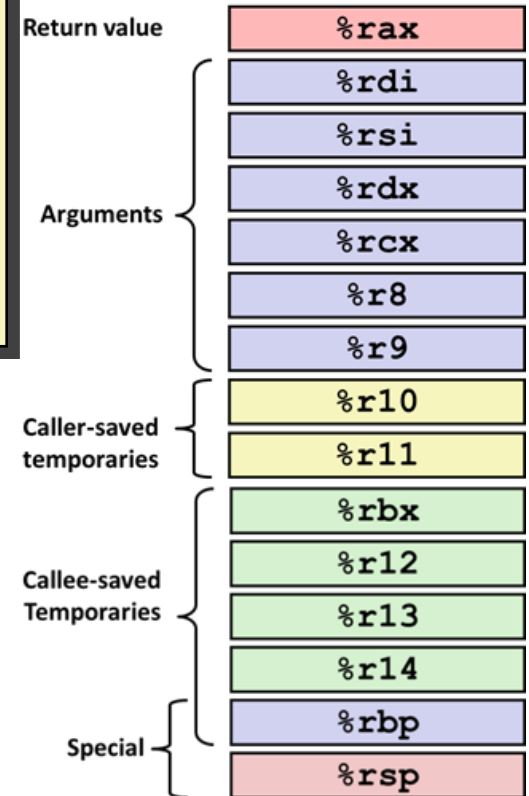 Return value
%rax
Arguments
%rdi
%rsi
%rdx
%rcx
%r8
%r9
Caller-saved
temporaries
%r10
%r11
Callee-saved
Temporaries
%rbx
%r12
%r13
%r14
Special
%rbp
%rsp